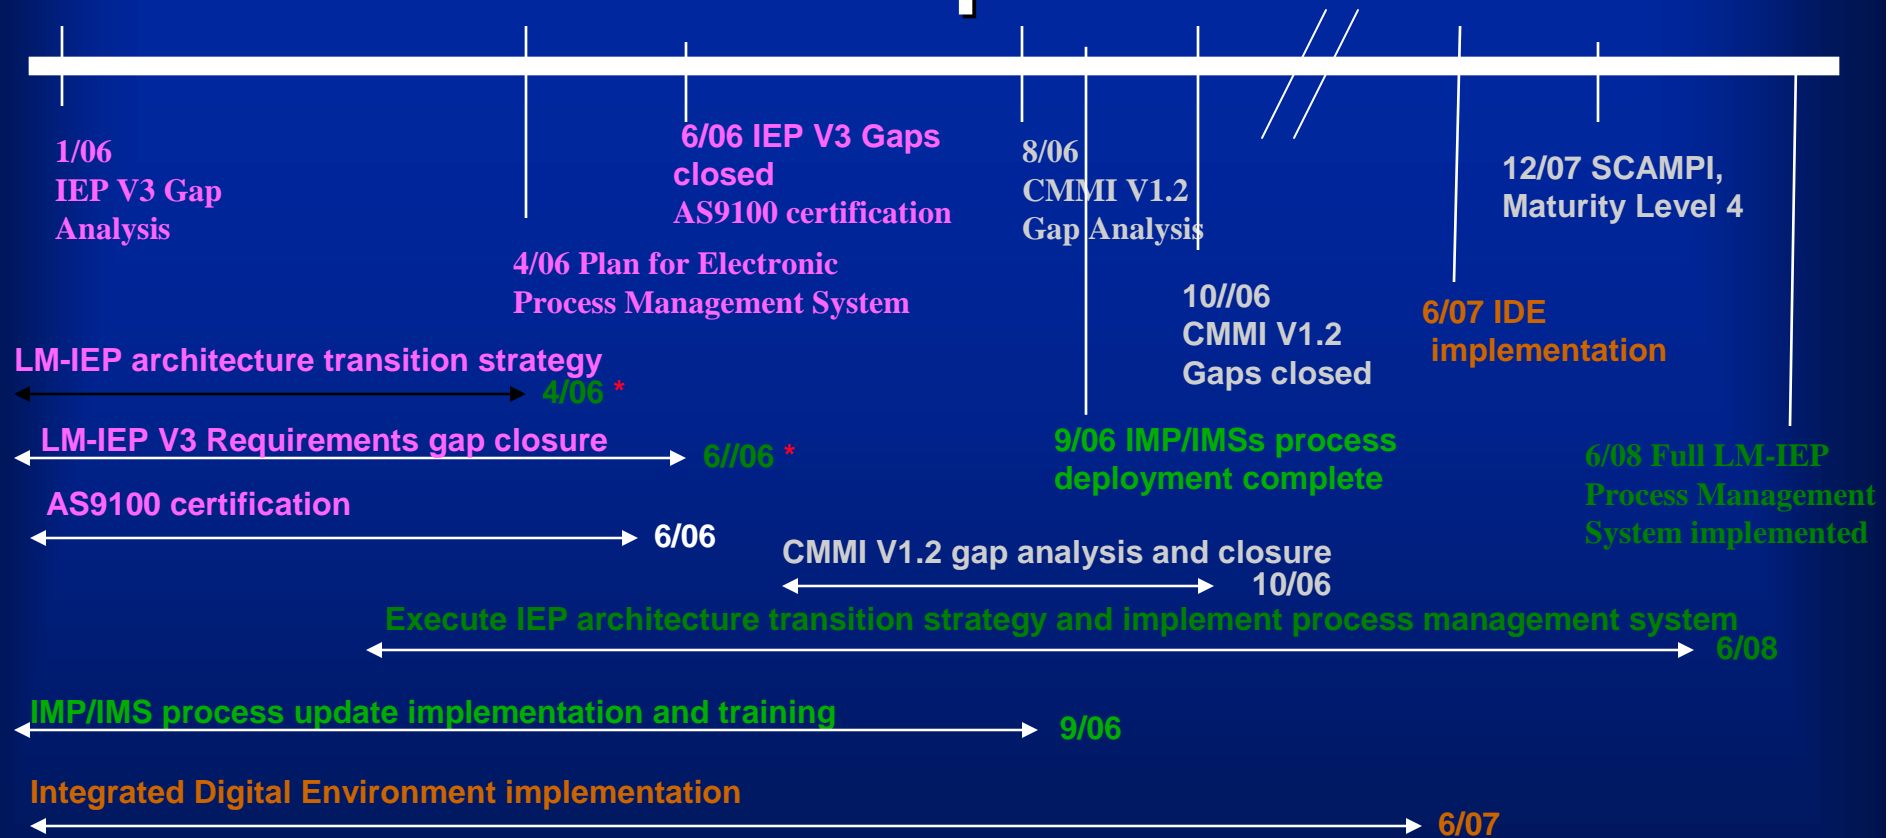 1/06
IEP V3 Gap
Analysis
6/06 IEP V3 Gaps
closed
AS9100 certification
4/06 Plan for Electronic
Process Management System
8/06
CMMI V1.2
Gap Analysis
10//06
CMMI V1.2
Gaps closed
12/07 SCAMPI,
Maturity Level 4
6/07 IDE
implementation
9/06 IMP/IMSs process
deployment complete
6/08 Full LM-IEP
Process Management
System implemented
LM-IEP architecture transition strategy
4/06 *
LM-IEP V3 Requirements gap closure
6//06 *
AS9100 certification
6/06
CMMI V1.2 gap analysis and closure
10/06
Execute IEP architecture transition strategy and implement process management system
6/08
IMP/IMS process update implementation and training
9/06
Integrated Digital Environment implementation
6/07